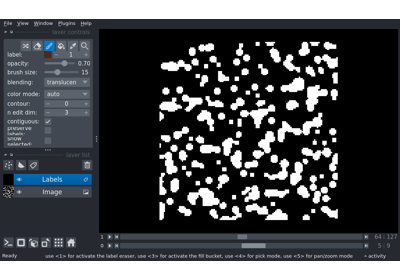 File View Window Plugins Help
layer controls
label: 1
opacity: 0.70
brush size: 15
blending: translucen
color mode: auto
contour: 0
n edit dim: 3
contiguous:
preserve labels:
show selected:
layer list
Labels
Image
1 64 127
0 5 9
Ready use <1> for activate the label eraser, use <2> for activate the fill bucket, use <4> for pick mode, use <5> for pan/zoom mode activity